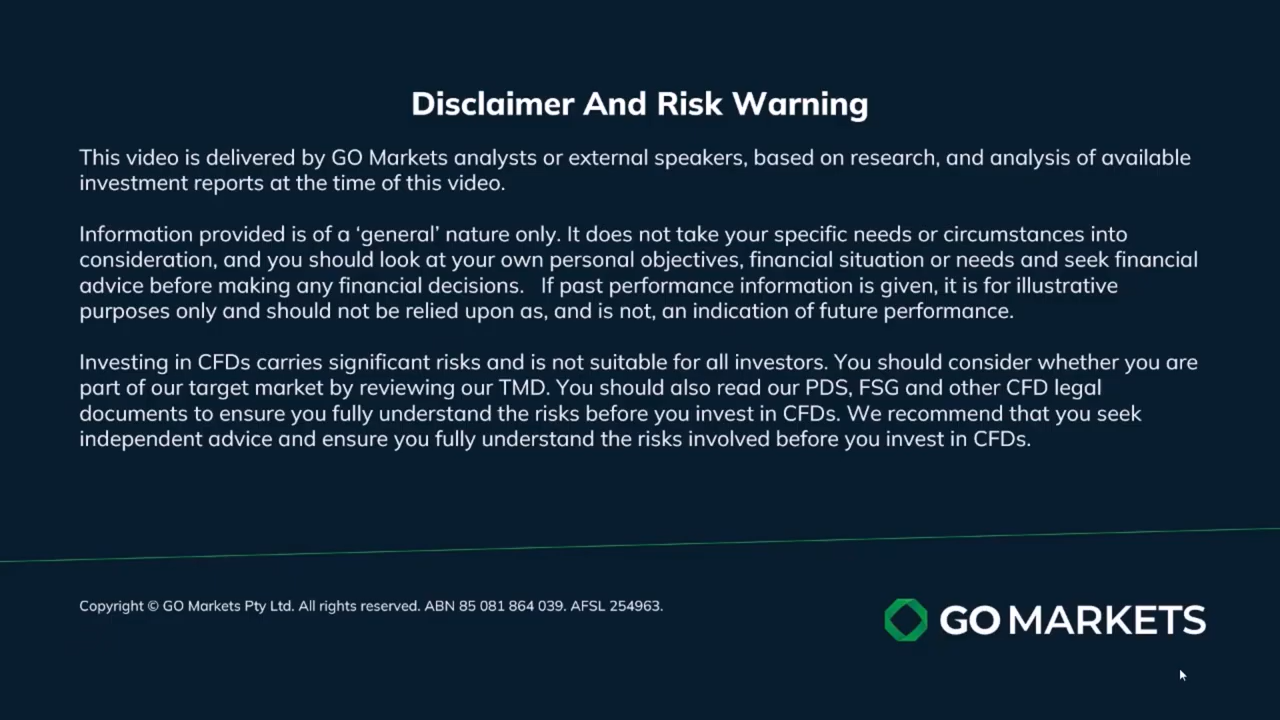 Disclaimer And Risk Warning
This video is delivered by GO Markets analysts or external speakers, based on research, and analysis of available
investment reports at the time of this video.
Information provided is of a ‘general’ nature only. It does not take your specific needs or circumstances into
consideration, and you should look at your own personal objectives, financial situation or needs and seek financial
advice before making any financial decisions.   If past performance information is given, it is for illustrative
purposes only and should not be relied upon as, and is not, an indication of future performance.
Investing in CFDs carries significant risks and is not suitable for all investors. You should consider whether you are
part of our target market by reviewing our TMD. You should also read our PDS, FSG and other CFD legal
documents to ensure you fully understand the risks before you invest in CFDs. We recommend that you seek
independent advice and ensure you fully understand the risks involved before you invest in CFDs.
Copyright © GO Markets Pty Ltd. All rights reserved. ABN 85 081 864 039. AFSL 254963.
GO MARKETS